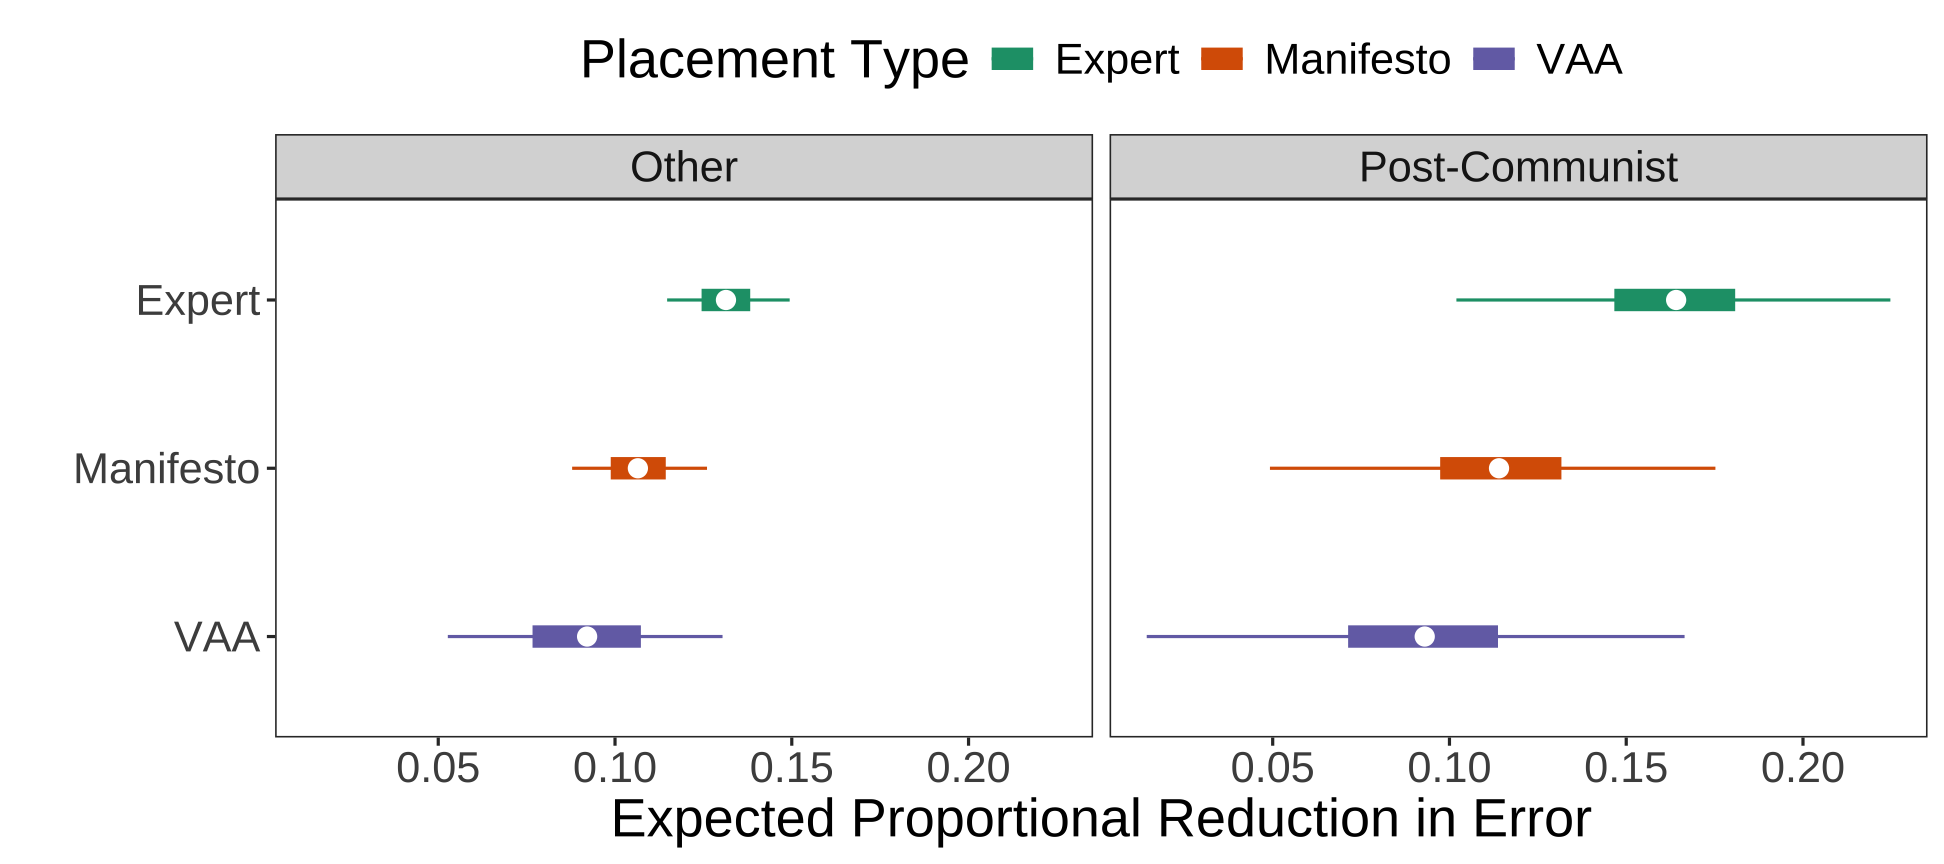 Placement Type Expert Manifesto VAA
Other
Post-Communist
Expert
Manifesto
VAA
0.05 0.10 0.15 0.20
0.05 0.10 0.15 0.20
Expected Proportional Reduction in Error